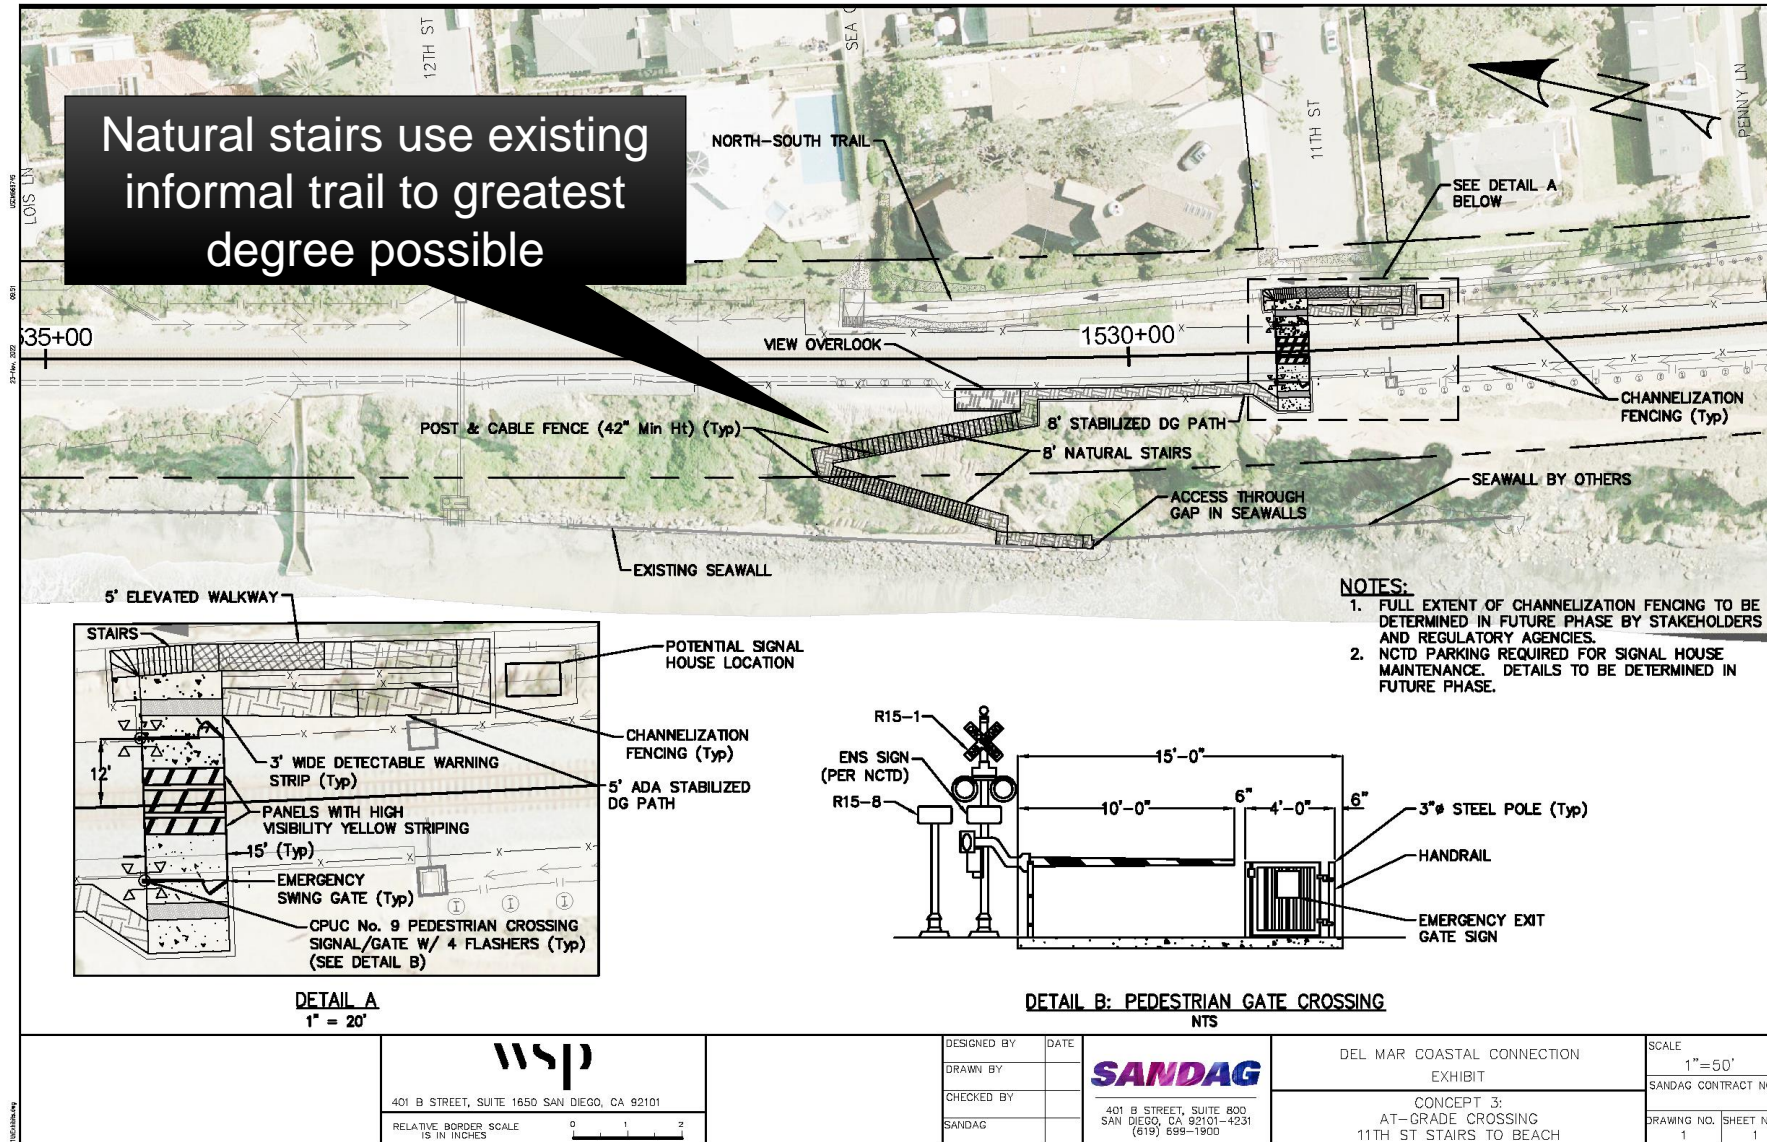 12TH ST
SEA
LOIS LN
11TH ST
PENNY LN
Natural stairs use existing
informal trail to greatest
degree possible
NORTH-SOUTH TRAIL
SEE DETAIL A
BELOW
535+00
1530+00
VIEW OVERLOOK
CHANNELIZATION
FENCING (Typ)
POST & CABLE FENCE (42" Min Ht) (Typ)
8' STABILIZED DG PATH
8' NATURAL STAIRS
SEAWALL BY OTHERS
ACCESS THROUGH
GAP IN SEAWALLS
EXISTING SEAWALL
NOTES:
1. FULL EXTENT OF CHANNELIZATION FENCING TO BE
DETERMINED IN FUTURE PHASE BY STAKEHOLDERS
AND REGULATORY AGENCIES.
2. NCTD PARKING REQUIRED FOR SIGNAL HOUSE
MAINTENANCE. DETAILS TO BE DETERMINED IN
FUTURE PHASE.
5' ELEVATED WALKWAY
STAIRS
POTENTIAL SIGNAL
HOUSE LOCATION
CHANNELIZATION
FENCING (Typ)
3' WIDE DETECTABLE WARNING
STRIP (Typ)
12'
5' ADA STABILIZED
DG PATH
PANELS WITH HIGH
VISIBILITY YELLOW STRIPING
15' (Typ)
EMERGENCY
SWING GATE (Typ)
CPUC No. 9 PEDESTRIAN CROSSING
SIGNAL/GATE W/ 4 FLASHERS (Typ)
(SEE DETAIL B)
DETAIL A
1" = 20'
R15-1
ENS SIGN
(PER NCTD)
R15-8
15'-0"
10'-0"
6"
4'-0"
6"
3"ø STEEL POLE (Typ)
HANDRAIL
EMERGENCY EXIT
GATE SIGN
DETAIL B: PEDESTRIAN GATE CROSSING
NTS
wsp
401 B STREET, SUITE 1650 SAN DIEGO, CA 92101
RELATIVE BORDER SCALE
IS IN INCHES
0 1 2
DESIGNED BY DATE
DRAWN BY
CHECKED BY
SANDAG
SANDAG
401 B STREET, SUITE 800
SAN DIEGO, CA 92101-4231
(619) 699-1900
DEL MAR COASTAL CONNECTION
EXHIBIT
CONCEPT 3:
AT-GRADE CROSSING
11TH ST STAIRS TO BEACH
SCALE
1"=50'
SANDAG CONTRACT
DRAWING NO. SHEET
1 1